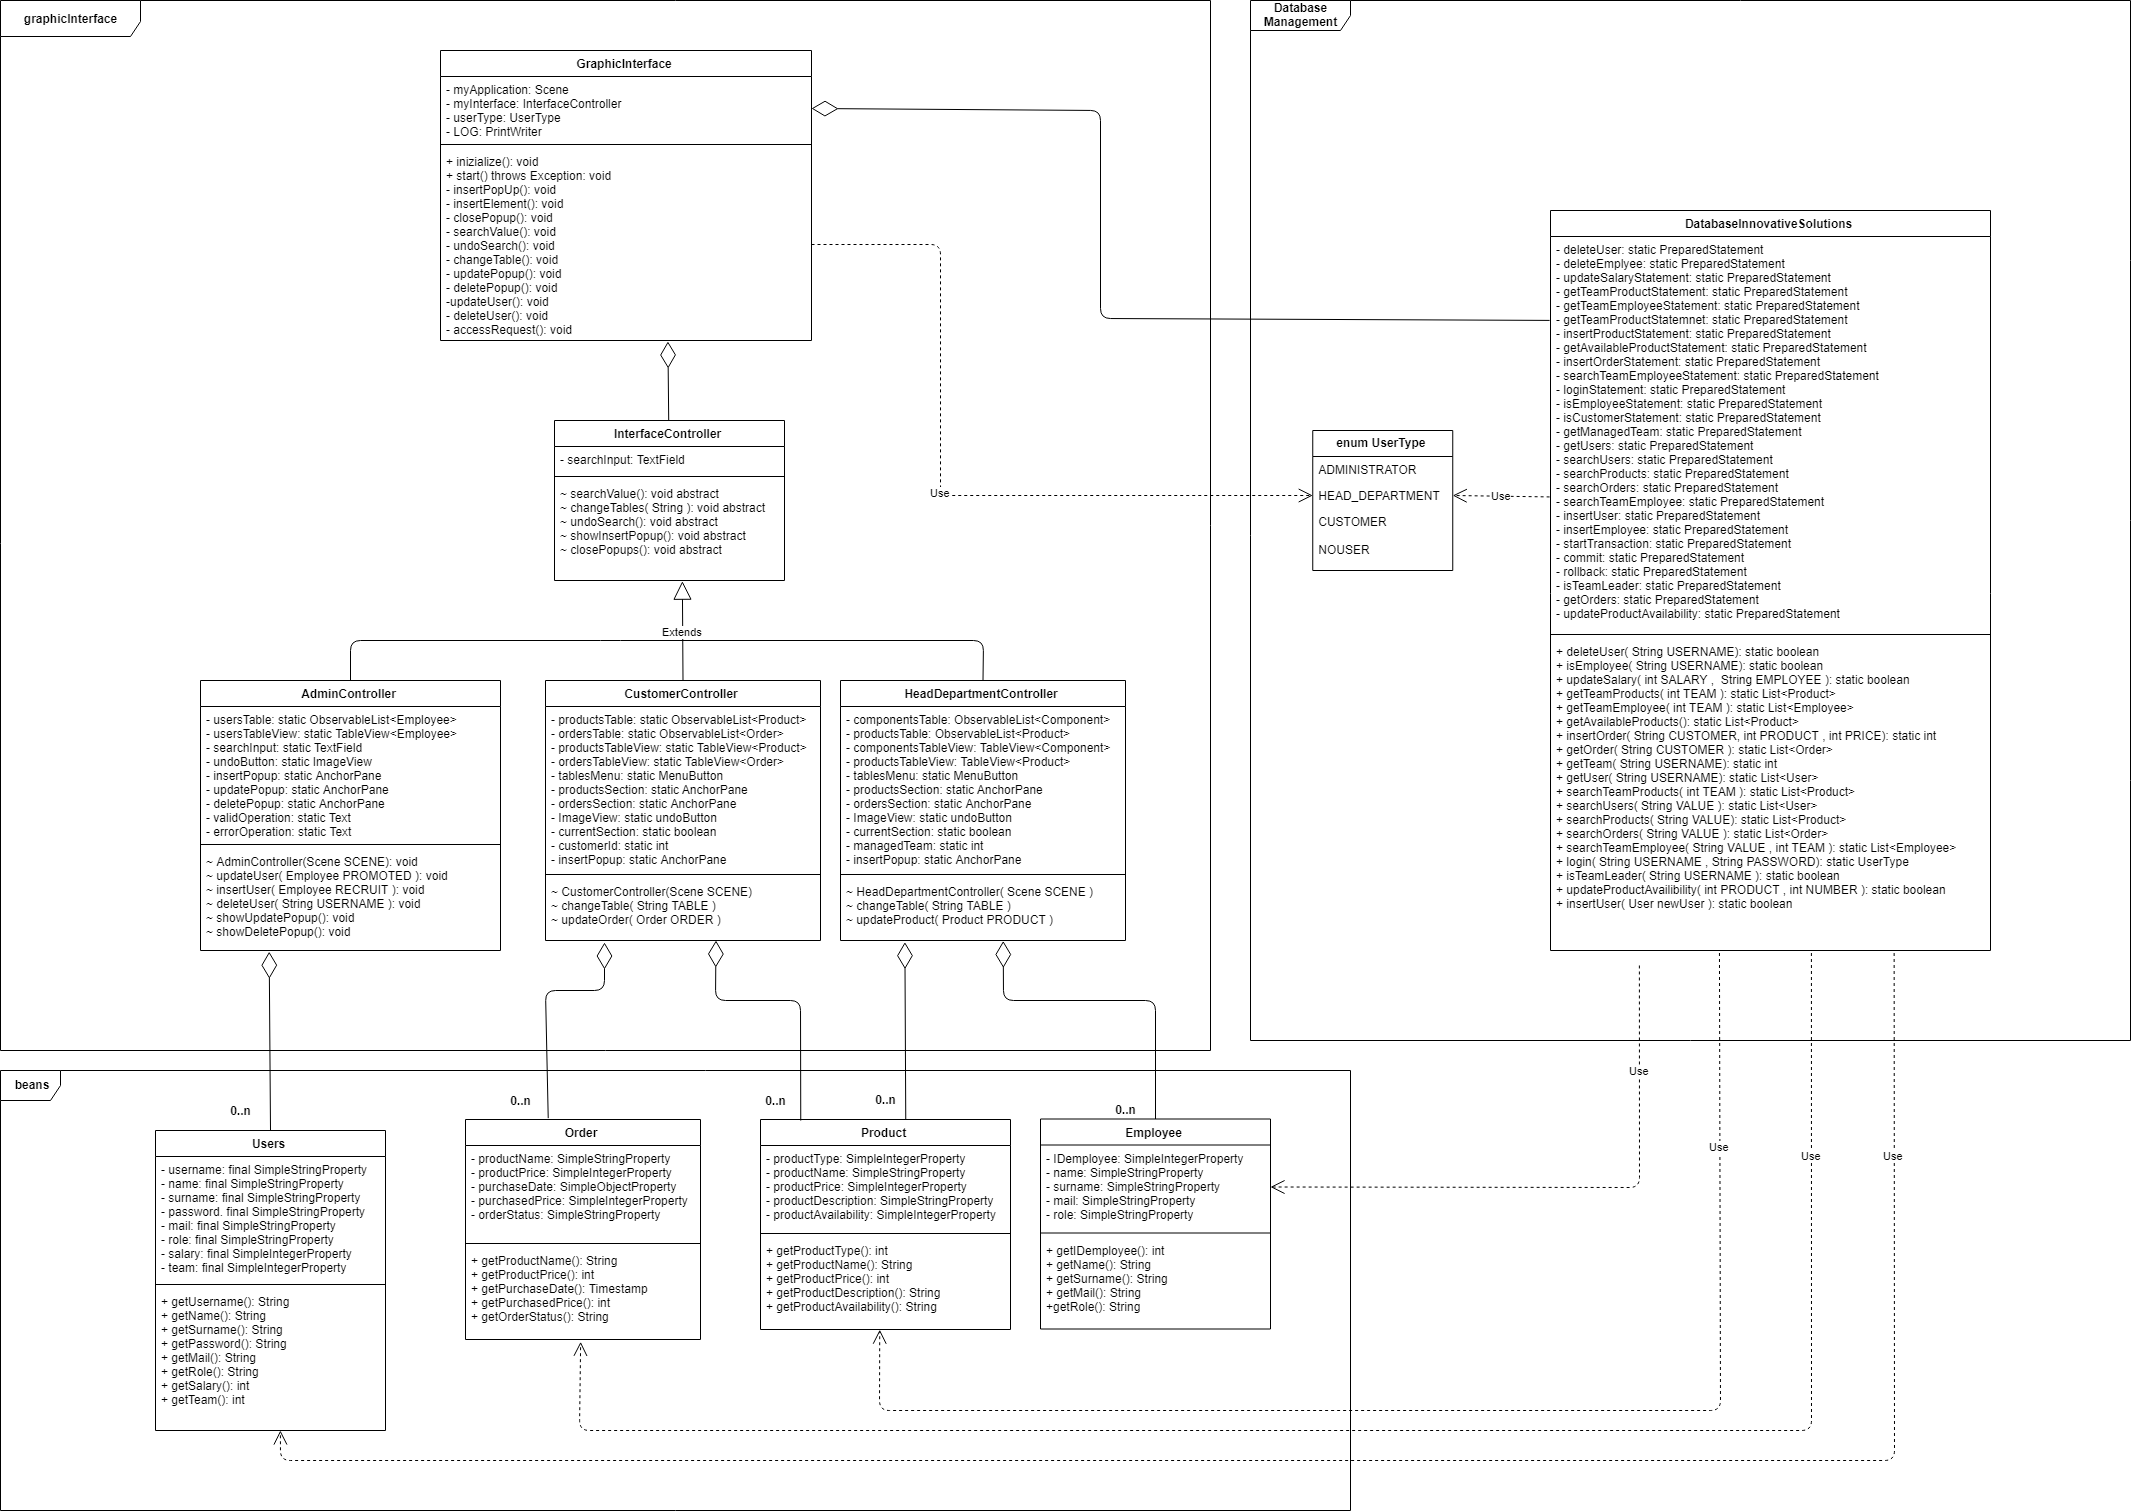 graphicInterface
GraphicInterface
- myApplication: Scene
- myInterface: InterfaceController
- userType: UserType
- LOG: PrintWriter
+ inizialize(): void
+ start() throws Exception: void
- insertPopUp(): void
- insertElement(): void
- closePopup(): void
- searchValue(): void
- undoSearch(): void
- changeTable(): void
- updatePopup(): void
- deletePopup(): void
-updateUser(): void
- deleteUser(): void
- accessRequest(): void
InterfaceController
- searchInput: TextField
~ searchValue(): void abstract
~ changeTables( String ): void abstract
~ undoSearch(): void abstract
~ showInsertPopup(): void abstract
~ closePopups(): void abstract
Extends
AdminController
- usersTable: static ObservableList<Employee>
- usersTableView: static TableView<Employee>
- searchInput: static TextField
- undoButton: static ImageView
- insertPopup: static AnchorPane
- updatePopup: static AnchorPane
- deletePopup: static AnchorPane
- validOperation: static Text
- errorOperation: static Text
~ AdminController(Scene SCENE): void
~ updateUser( Employee PROMOTED ): void
~ insertUser( Employee RECRUIT ): void
~ deleteUser( String USERNAME ): void
~ showUpdatePopup(): void
~ showDeletePopup(): void
CustomerController
- productsTable: static ObservableList<Product>
- ordersTable: static ObservableList<Order>
- productsTableView: static TableView<Product>
- ordersTableView: static TableView<Order>
- tablesMenu: static MenuButton
- productsSection: static AnchorPane
- ordersSection: static AnchorPane
- ImageView: static undoButton
- currentSection: static boolean
- customerId: static int
- insertPopup: static AnchorPane
~ CustomerController(Scene SCENE)
~ changeTable( String TABLE )
~ updateOrder( Order ORDER )
HeadDepartmentController
- componentsTable: ObservableList<Component>
- productsTable: ObservableList<Product>
- componentsTableView: TableView<Component>
- productsTableView: TableView<Product>
- tablesMenu: static MenuButton
- productsSection: static AnchorPane
- ordersSection: static AnchorPane
- ImageView: static undoButton
- currentSection: static boolean
- managedTeam: static int
- insertPopup: static AnchorPane
~ HeadDepartmentController( Scene SCENE )
~ changeTable( String TABLE )
~ updateProduct( Product PRODUCT )
Database
Management
DatabaseInnovativeSolutions
- deleteUser: static PreparedStatement
- deleteEmplyee: static PreparedStatement
- updateSalaryStatement: static PreparedStatement
- getTeamProductStatement: static PreparedStatement
- getTeamEmployeeStatement: static PreparedStatement
- getTeamProductStatemnet: static PreparedStatement
- insertProductStatement: static PreparedStatement
- getAvailableProductStatement: static PreparedStatement
- insertOrderStatement: static PreparedStatement
- searchTeamEmployeeStatement: static PreparedStatement
- loginStatement: static PreparedStatement
- isEmployeeStatement: static PreparedStatement
- isCustomerStatement: static PreparedStatement
- getManagedTeam: static PreparedStatement
- getUsers: static PreparedStatement
- searchUsers: static PreparedStatement
- searchProducts: static PreparedStatement
- searchOrders: static PreparedStatement
- searchTeamEmployee: static PreparedStatement
- insertUser: static PreparedStatement
- insertEmployee: static PreparedStatement
- startTransaction: static PreparedStatement
- commit: static PreparedStatement
- rollback: static PreparedStatement
- isTeamLeader: static PreparedStatement
- getOrders: static PreparedStatement
- updateProductAvailability: static PreparedStatement
+ deleteUser( String USERNAME): static boolean
+ isEmployee( String USERNAME): static boolean
+ updateSalary( int SALARY , String EMPLOYEE ): static boolean
+ getTeamProducts( int TEAM ): static List<Product>
+ getTeamEmployee( int TEAM ): static List<Employee>
+ getAvailableProducts(): static List<Product>
+ insertOrder( String CUSTOMER, int PRODUCT , int PRICE): static int
+ getOrder( String CUSTOMER ): static List<Order>
+ getTeam( String USERNAME): static int
+ getUser( String USERNAME): static List<User>
+ searchTeamProducts( int TEAM ): static List<Product>
+ searchUsers( String VALUE ): static List<User>
+ searchProducts( String VALUE): static List<Product>
+ searchOrders( String VALUE ): static List<Order>
+ searchTeamEmployee( String VALUE , int TEAM ): static List<Employee>
+ login( String USERNAME , String PASSWORD): static UserType
+ isTeamLeader( String USERNAME ): static boolean
+ updateProductAvailibility( int PRODUCT , int NUMBER ): static boolean
+ insertUser( User newUser ): static boolean
enum UserType
ADMINISTRATOR
HEAD_DEPARTMENT
CUSTOMER
NOUSER
Use
Use
Use
Use
Use
Use
beans
0..n
0..n
0..n
0..n
0..n
Users
- username: final SimpleStringProperty
- name: final SimpleStringProperty
- surname: final SimpleStringProperty
- password. final SimpleStringProperty
- mail: final SimpleStringProperty
- role: final SimpleStringProperty
- salary: final SimpleIntegerProperty
- team: final SimpleIntegerProperty
+ getUsername(): String
+ getName(): String
+ getSurname(): String
+ getPassword(): String
+ getMail(): String
+ getRole(): String
+ getSalary(): int
+ getTeam(): int
Order
- productName: SimpleStringProperty
- productPrice: SimpleIntegerProperty
- purchaseDate: SimpleObjectProperty
- purchasedPrice: SimpleIntegerProperty
- orderStatus: SimpleStringProperty
+ getProductName(): String
+ getProductPrice(): int
+ getPurchaseDate(): Timestamp
+ getPurchasedPrice(): int
+ getOrderStatus(): String
Product
- productType: SimpleIntegerProperty
- productName: SimpleStringProperty
- productPrice: SimpleIntegerProperty
- productDescription: SimpleStringProperty
- productAvailability: SimpleIntegerProperty
+ getProductType(): int
+ getProductName(): String
+ getProductPrice(): int
+ getProductDescription(): String
+ getProductAvailability(): String
Employee
- IDemployee: SimpleIntegerProperty
- name: SimpleStringProperty
- surname: SimpleStringProperty
- mail: SimpleStringProperty
- role: SimpleStringProperty
+ getIDemployee(): int
+ getName(): String
+ getSurname(): String
+ getMail(): String
+getRole(): String